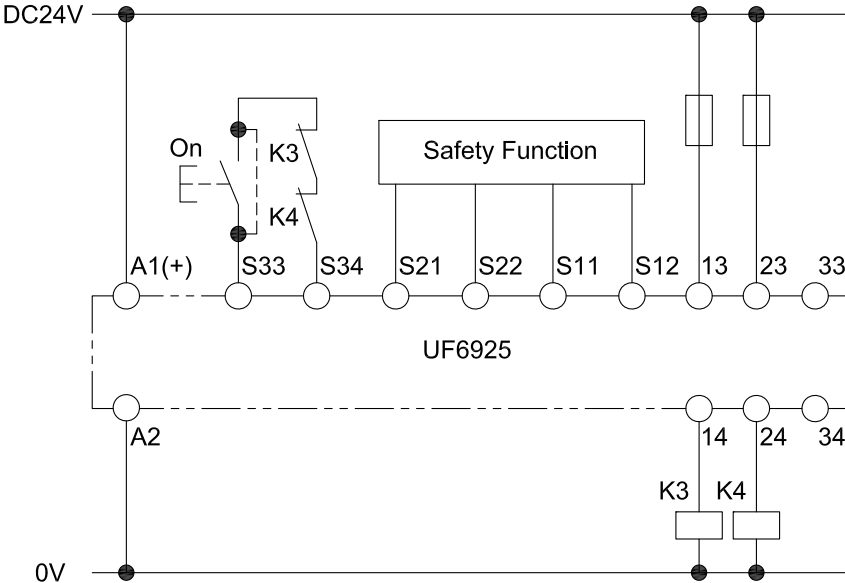 DC24V
On
K3
Safety Function
K4
A1(+) S33 S34 S21 S22 S11 S12 13 23 33
UF6925
A2 14 24 34
K3 K4
0V